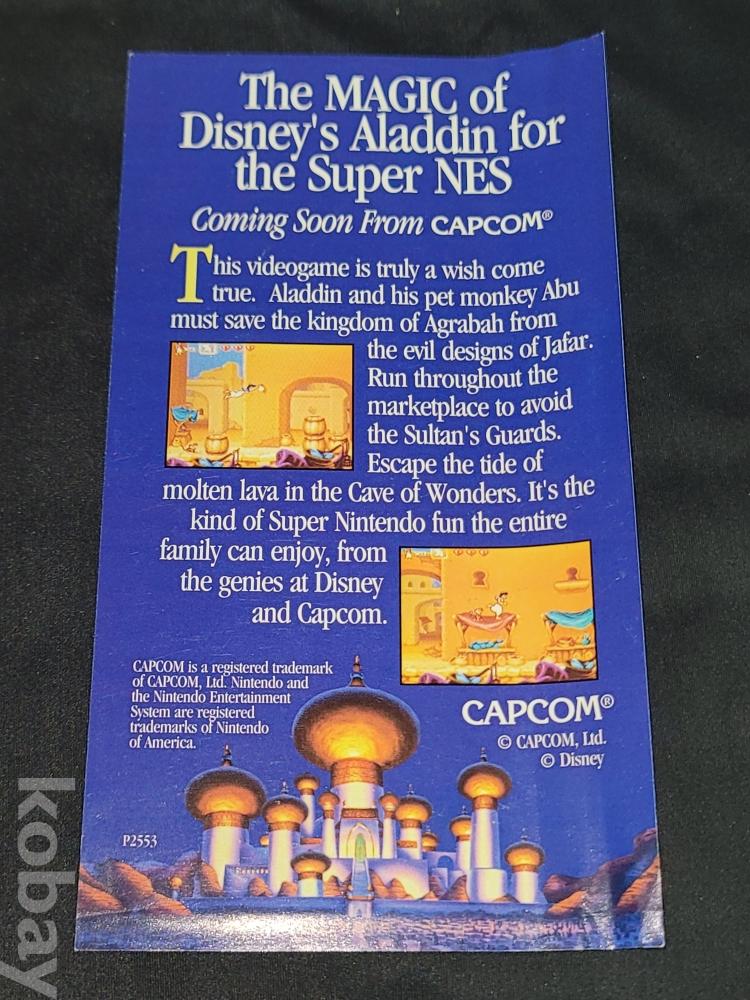 The MAGIC of
Disney's Aladdin for
the Super NES
Coming Soon From CAPCOM®
This videogame is truly a wish come
true. Aladdin and his pet monkey Abu
must save the kingdom of Agrabah from
the evil designs of Jafar.
Run throughout the
marketplace to avoid
the Sultan's Guards.
Escape the tide of
molten lava in the Cave of Wonders. It's the
kind of Super Nintendo fun the entire
family can enjoy, from
the genies at Disney
and Capcom.
CAPCOM is a registered trademark
of CAPCOM, Ltd. Nintendo and
the Nintendo Entertainment
System are registered
trademarks of Nintendo
of America.
CAPCOM®
© CAPCOM, Ltd.
© Disney
P2553
kobay